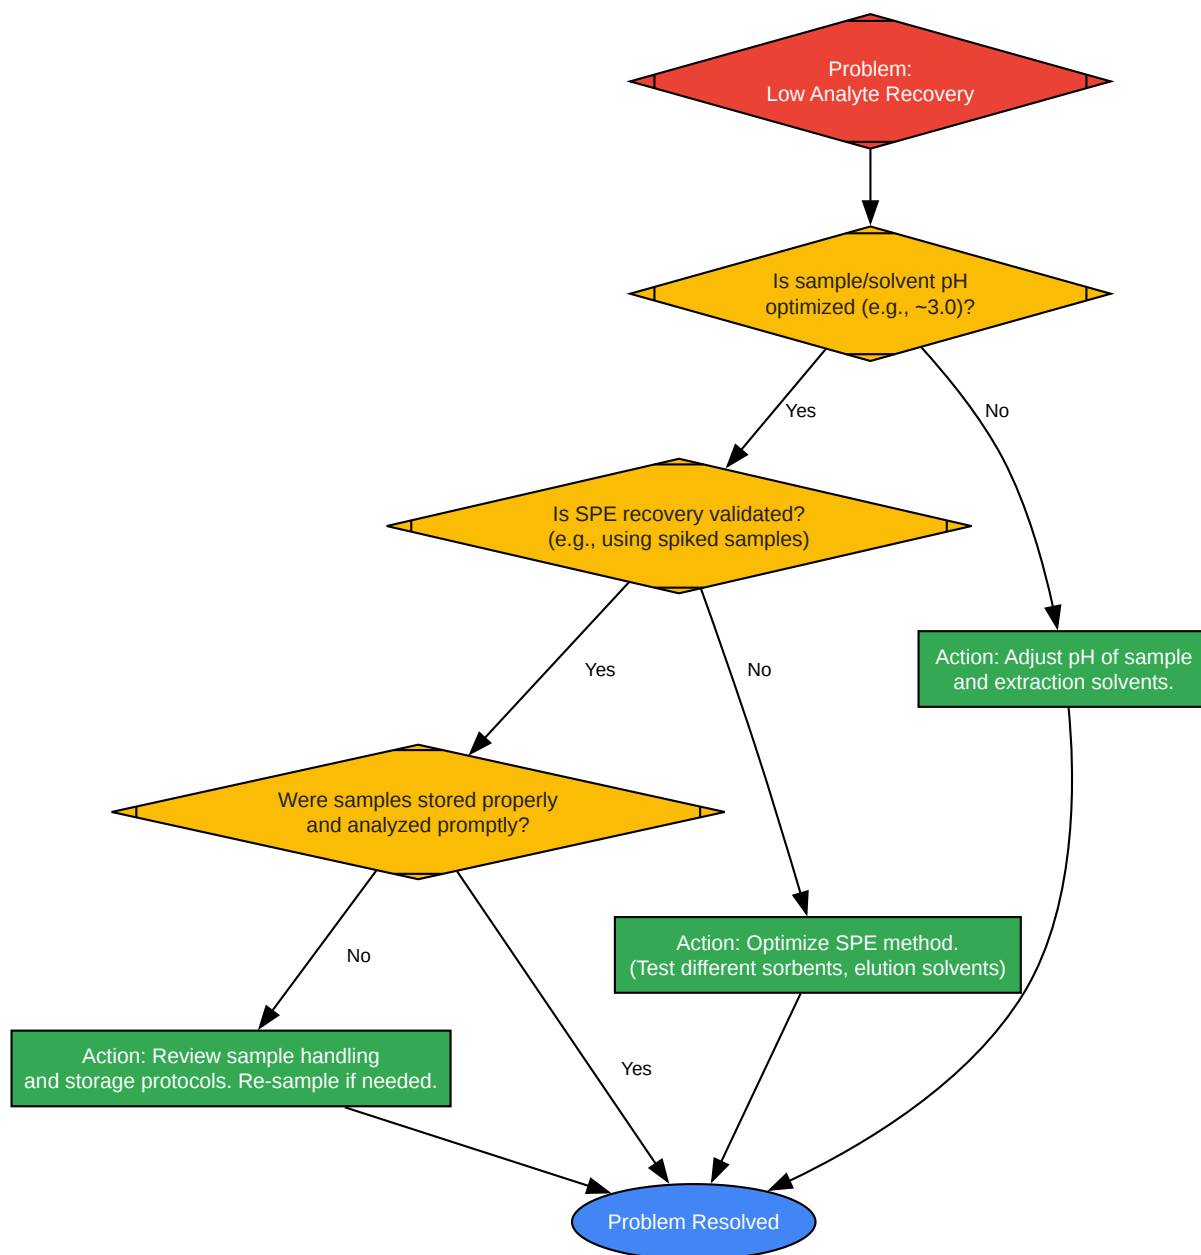 Problem:
Low Analyte Recovery
Is sample/solvent pH
optimized (e.g., ~3.0)?
Yes
No
Is SPE recovery validated?
(e.g., using spiked samples)
Yes
No
Action: Adjust pH of sample
and extraction solvents.
Were samples stored properly
and analyzed promptly?
Action: Optimize SPE method.
(Test different sorbents, elution solvents)
No
Yes
Action: Review sample handling
and storage protocols. Re-sample if needed.
Problem Resolved